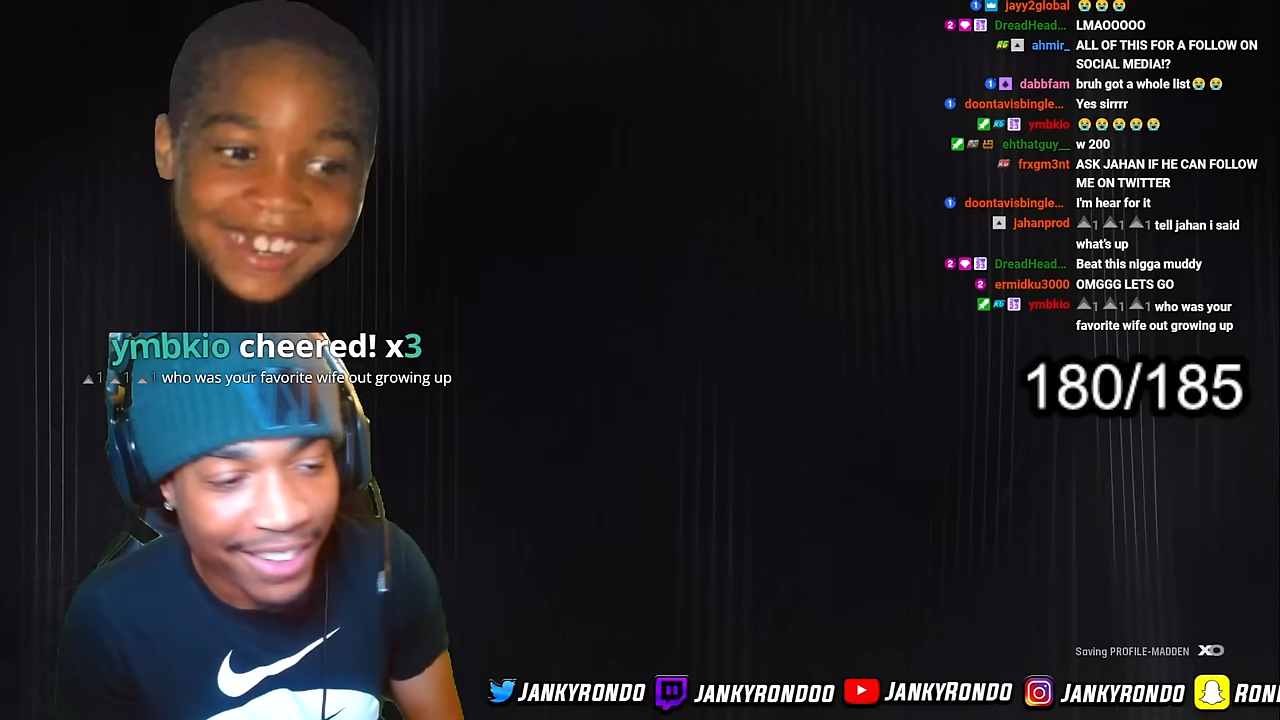 jayy2global 😭😭😭
DreadHead... LMAOOOOO
ahmir_ ALL OF THIS FOR A FOLLOW ON
SOCIAL MEDIA!?
dabbfam bruh got a whole list😭 😭
doontavisbingle... Yes sirrrr
ymbkio 😭😭😭😭😭
ehthatguy__ w 200
frxgm3nt ASK JAHAN IF HE CAN FOLLOW
ME ON TWITTER
doontavisbingle... I'm hear for it
jahanprod 1 1 1 tell jahan i said
what's up
DreadHead... Beat this nigga muddy
ermidku3000 OMGGG LETS GO
ymbkio 1 1 1 who was your
favorite wife out growing up
ymbkio cheered! x3
1 1 1 who was your favorite wife out growing up
180/185
Saving PROFILE-MADDEN
JANKYRONDO JANKYRONDOO JANKYRONDO JANKYRONDO RON